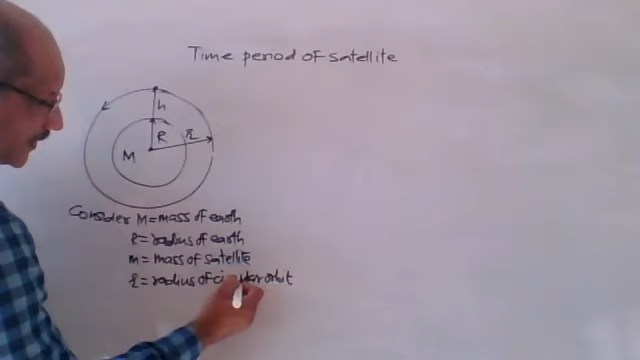 Time period of satellite
h
R
r
M
Consider M = mass of earth
R = radius of earth
m = mass of satellite
r = radius of circular orbit